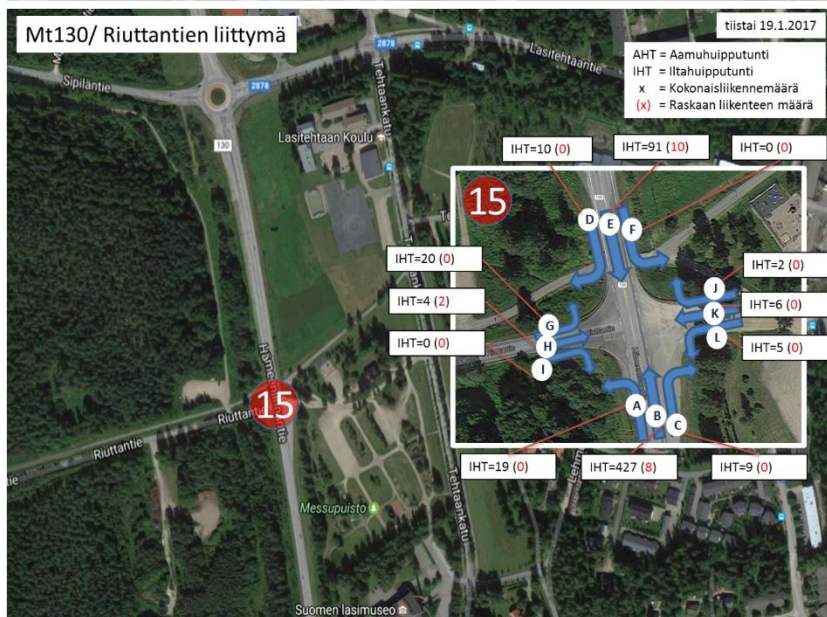 Mt130/ Riuttantien liittymä
tiistai 19.1.2017
AHT = Aamuhuipputunti
IHT = Iltahuipputunti
x = Kokonaisliikennemäärä
(x) = Raskaan liikenteen määrä
2878
Lasitehtaantie
Sipiläntie
2878
Tehtaankatu
Lasitehtaan Koulu
130
IHT=10 (0)
IHT=91 (10)
IHT=0 (0)
15
D
E
F
IHT=20 (0)
IHT=2 (0)
IHT=4 (2)
G
J
IHT=6 (0)
K
H
Riuttantie
IHT=0 (0)
I
L
IHT=5 (0)
A
B
C
IHT=19 (0)
IHT=427 (8)
IHT=9 (0)
Tehtaankatu
15
Riuttantie
Riuttantie
Messupuisto
Tehtaankatu
Suomen lasimuseo